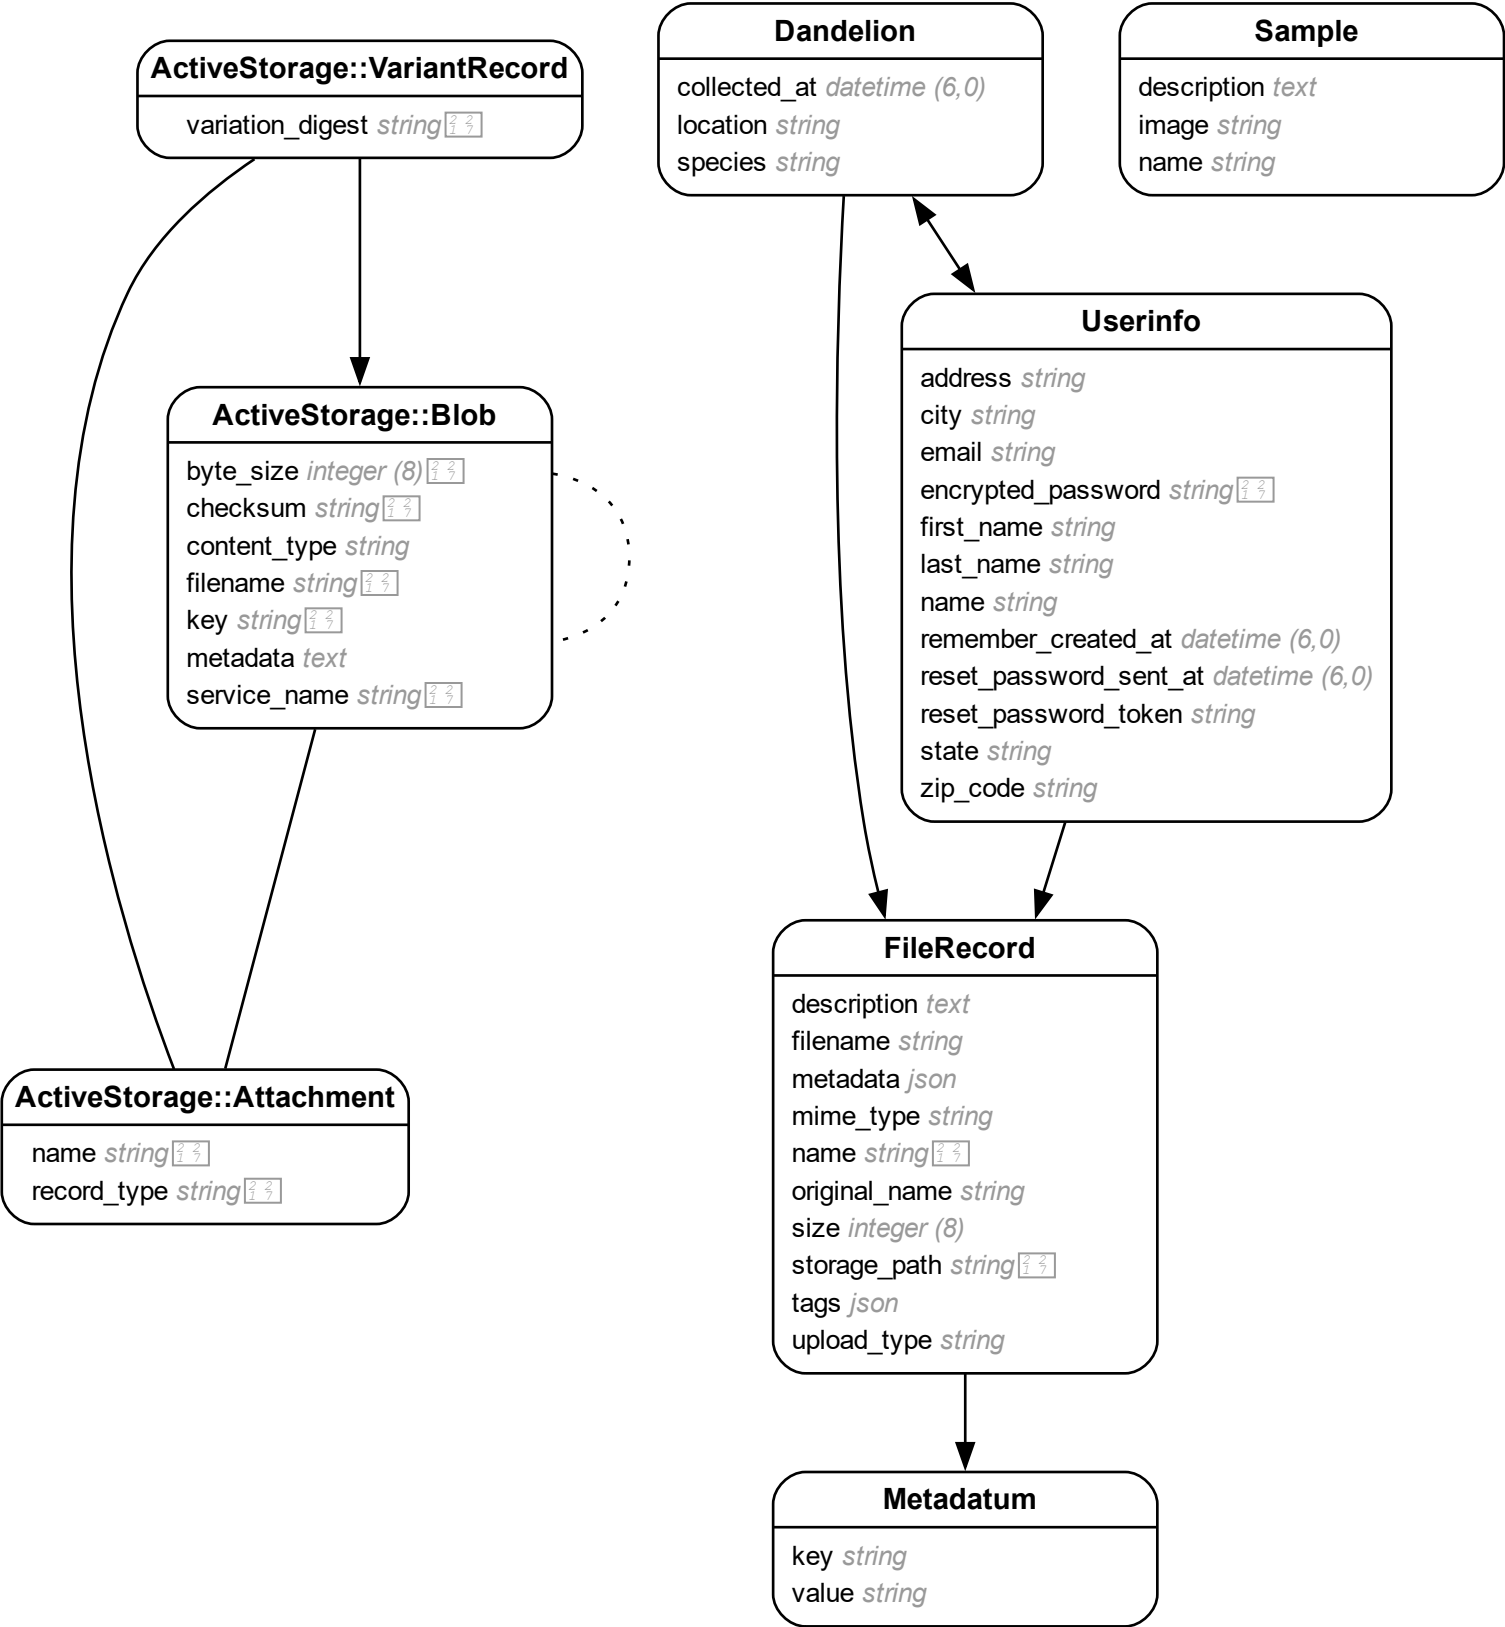 ActiveStorage::VariantRecord
variation_digest string
Dandelion
collected_at datetime (6,0)
location string
species string
Sample
description text
image string
name string
ActiveStorage::Blob
byte_size integer (8)
checksum string
content_type string
filename string
key string
metadata text
service_name string
Userinfo
address string
city string
email string
encrypted_password string
first_name string
last_name string
name string
remember_created_at datetime (6,0)
reset_password_sent_at datetime (6,0)
reset_password_token string
state string
zip_code string
FileRecord
description text
filename string
metadata json
mime_type string
name string
original_name string
size integer (8)
storage_path string
tags json
upload_type string
ActiveStorage::Attachment
name string
record_type string
Metadatum
key string
value string